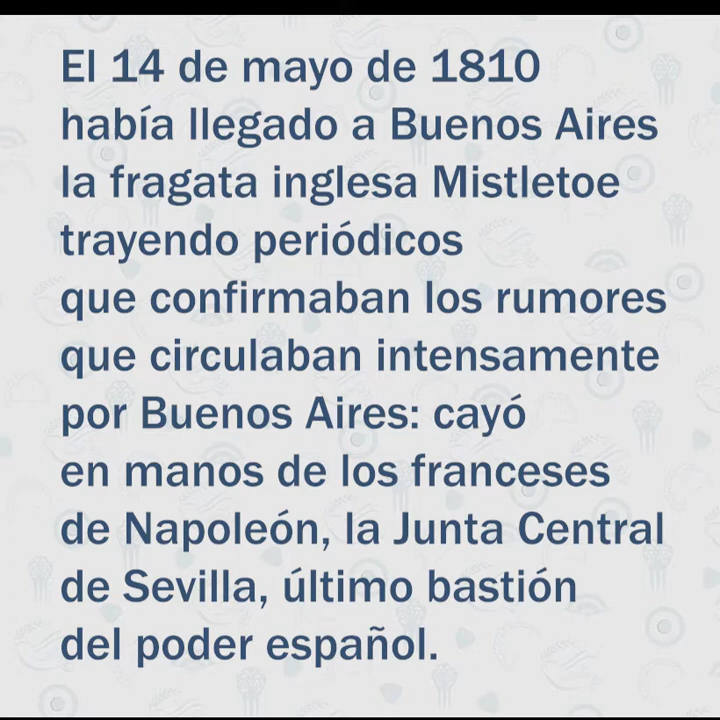 El 14 de mayo de 1810
había llegado a Buenos Aires
la fragata inglesa Mistletoe
trayendo periódicos
que confirmaban los rumores
que circulaban intensamente
por Buenos Aires: cayó
en manos de los franceses
de Napoleón, la Junta Central
de Sevilla, último bastión
del poder español.